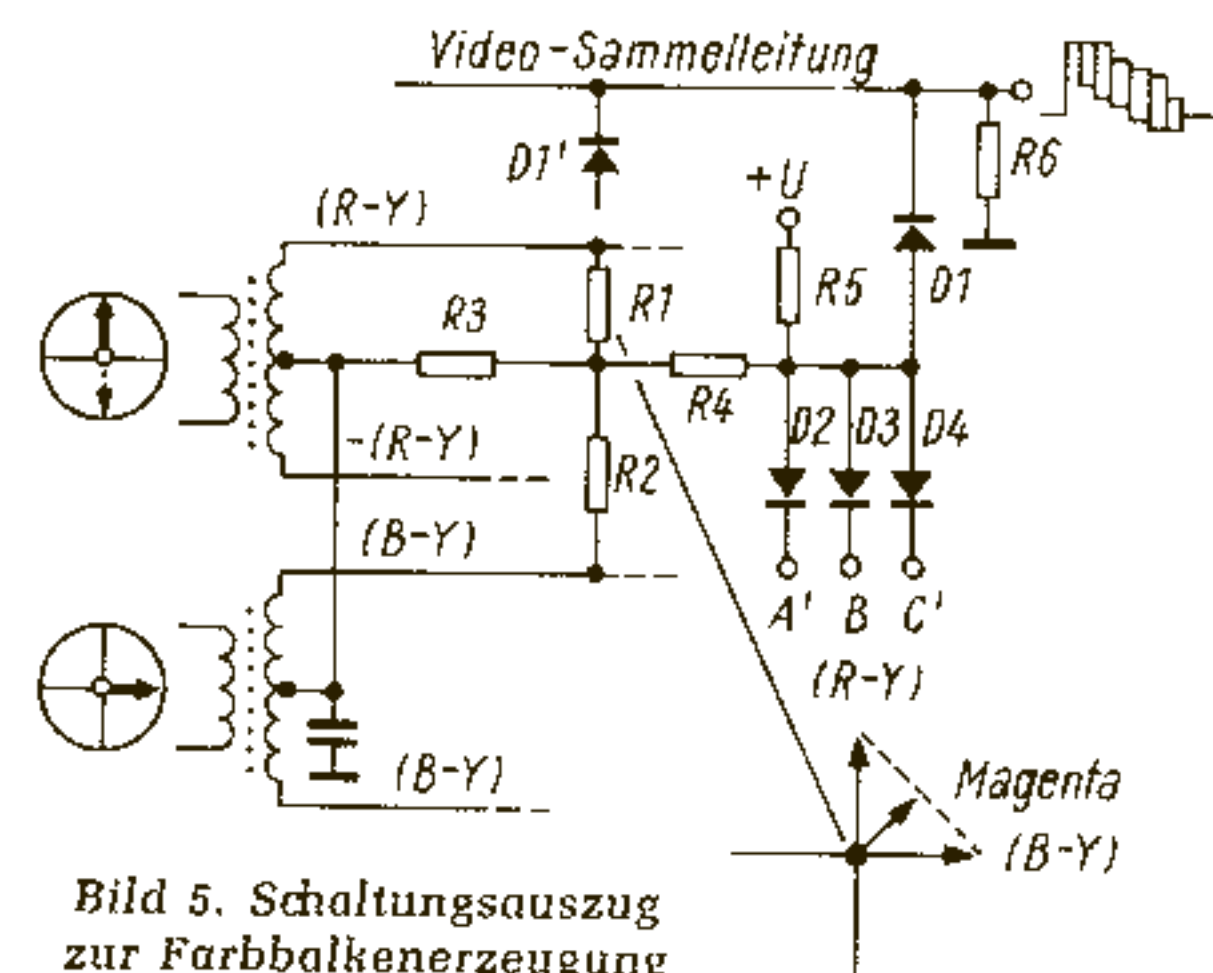 Video-Sammelleitung
D1'
+U
R6
(R-Y)
R3
R1
R5
D1
R4
-(R-Y)
R2
D2
D3
D4
(B-Y)
A'
B
C'
(R-Y)
(B-Y)
Magenta
(B-Y)
Bild 5. Schaltungsauszug
zur Farbbalkenerzeugung